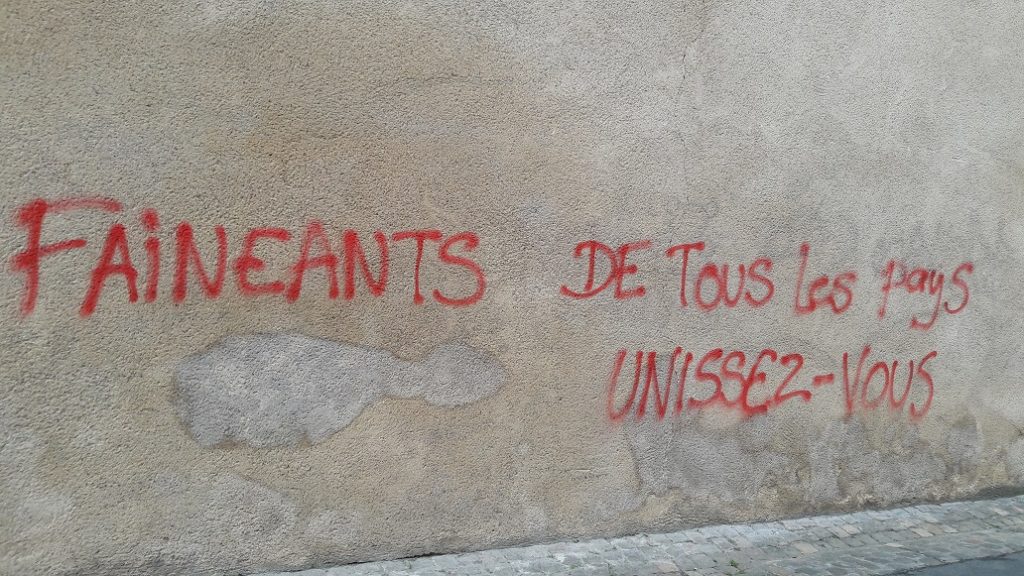 FAiNEANTS DE Tous les pays
UNISSEZ-VOUS